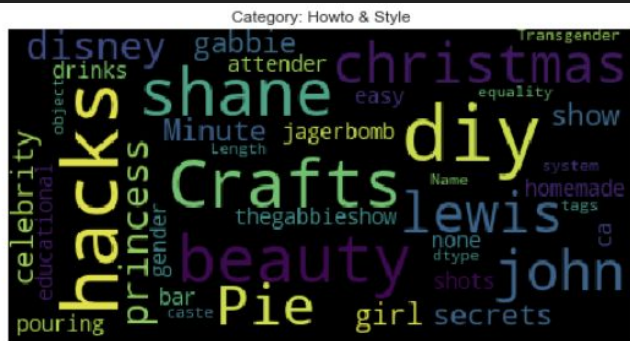 Category: Howto & Style
disney
gabbie
Transgender
drinks
attender
christmas
object
shane
easy
equality
hacks
Minute
jagerbomb
diy
show
celebrity
Length
educational
princess
Crafts
Name
system
homemade
gender
thegabbieshow
lewis
tags
beauty
none
dtype
ca
bar
shots
john
caste
Pie
pouring
girl
secrets